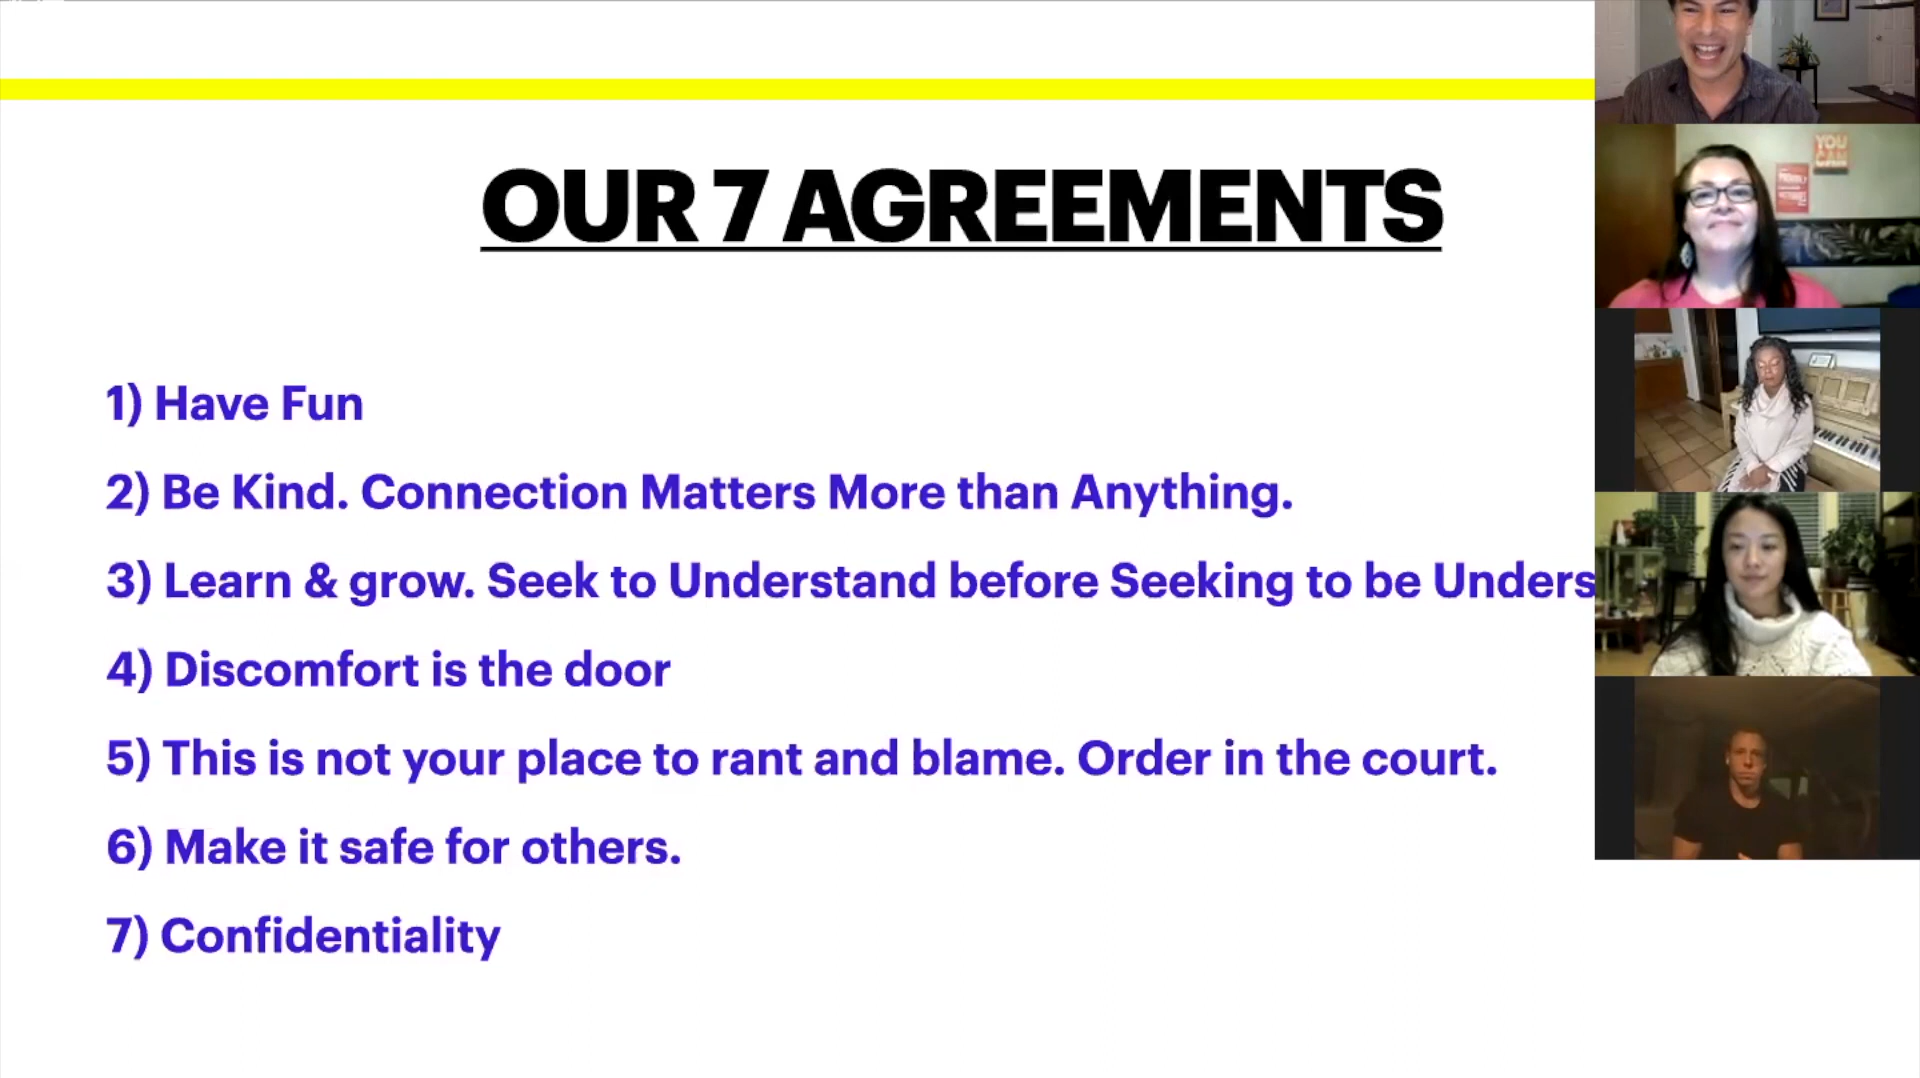 OUR 7 AGREEMENTS
1) Have Fun
2) Be Kind. Connection Matters More than Anything.
3) Learn & grow. Seek to Understand before Seeking to be Unders
4) Discomfort is the door
5) This is not your place to rant and blame. Order in the court.
6) Make it safe for others.
7) Confidentiality
YOU
CAN